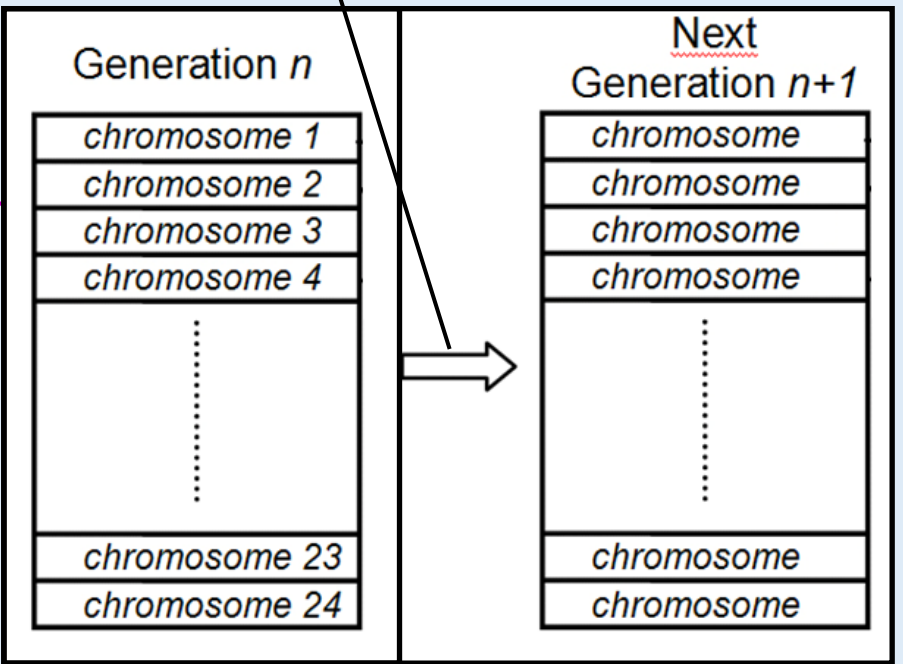 Generation n
chromosome 1
chromosome 2
chromosome 3
chromosome 4
chromosome 23
chromosome 24
Next
Generation n+1
chromosome
chromosome
chromosome
chromosome
chromosome
chromosome